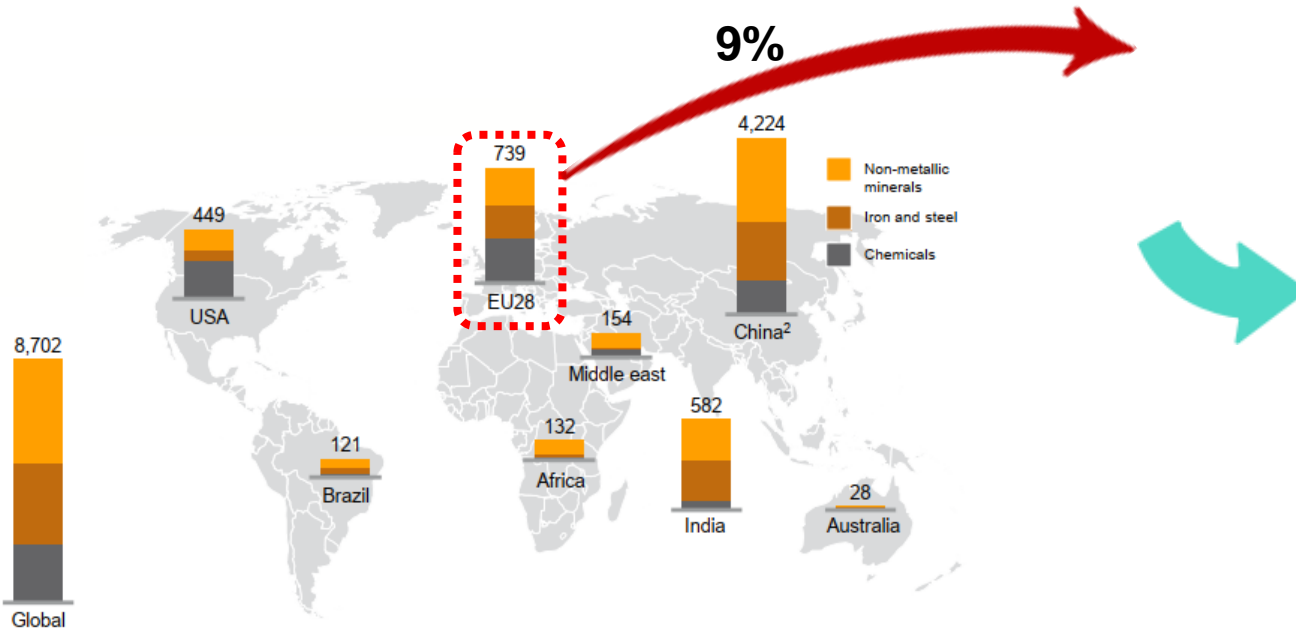 9%
4,224
739
Non-metallic
minerals
449
Iron and steel
Chemicals
EU28
USA
154
China²
8,702
Middle east
582
132
121
Africa
28
Brazil
India
Australia
Global